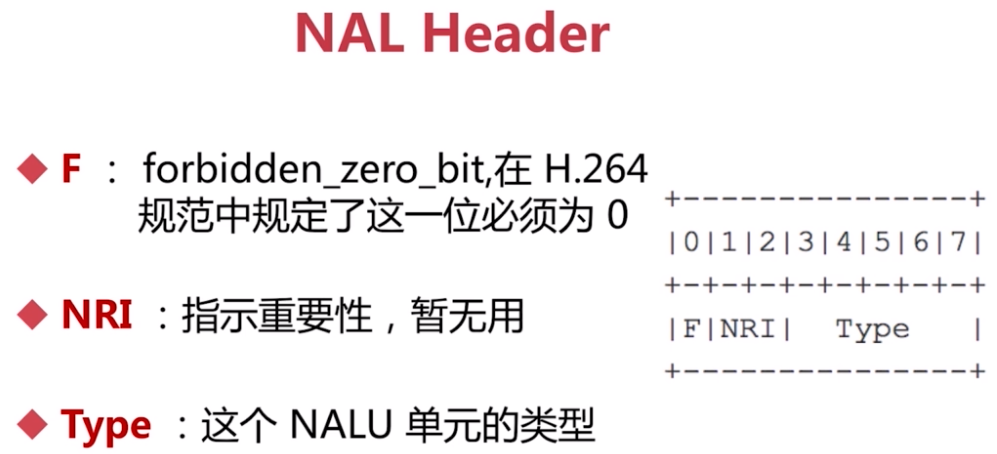 NAL Header
◆ F : forbidden_zero_bit,在 H.264
规范中规定了这一位必须为 0
◆ NRI :指示重要性,暂无用
◆ Type :这个 NALU 单元的类型
+---------------+
|0|1|2|3|4|5|6|7|
+-+-+-+-+-+-+-+-+
|F|NRI|  Type   |
+---------------+